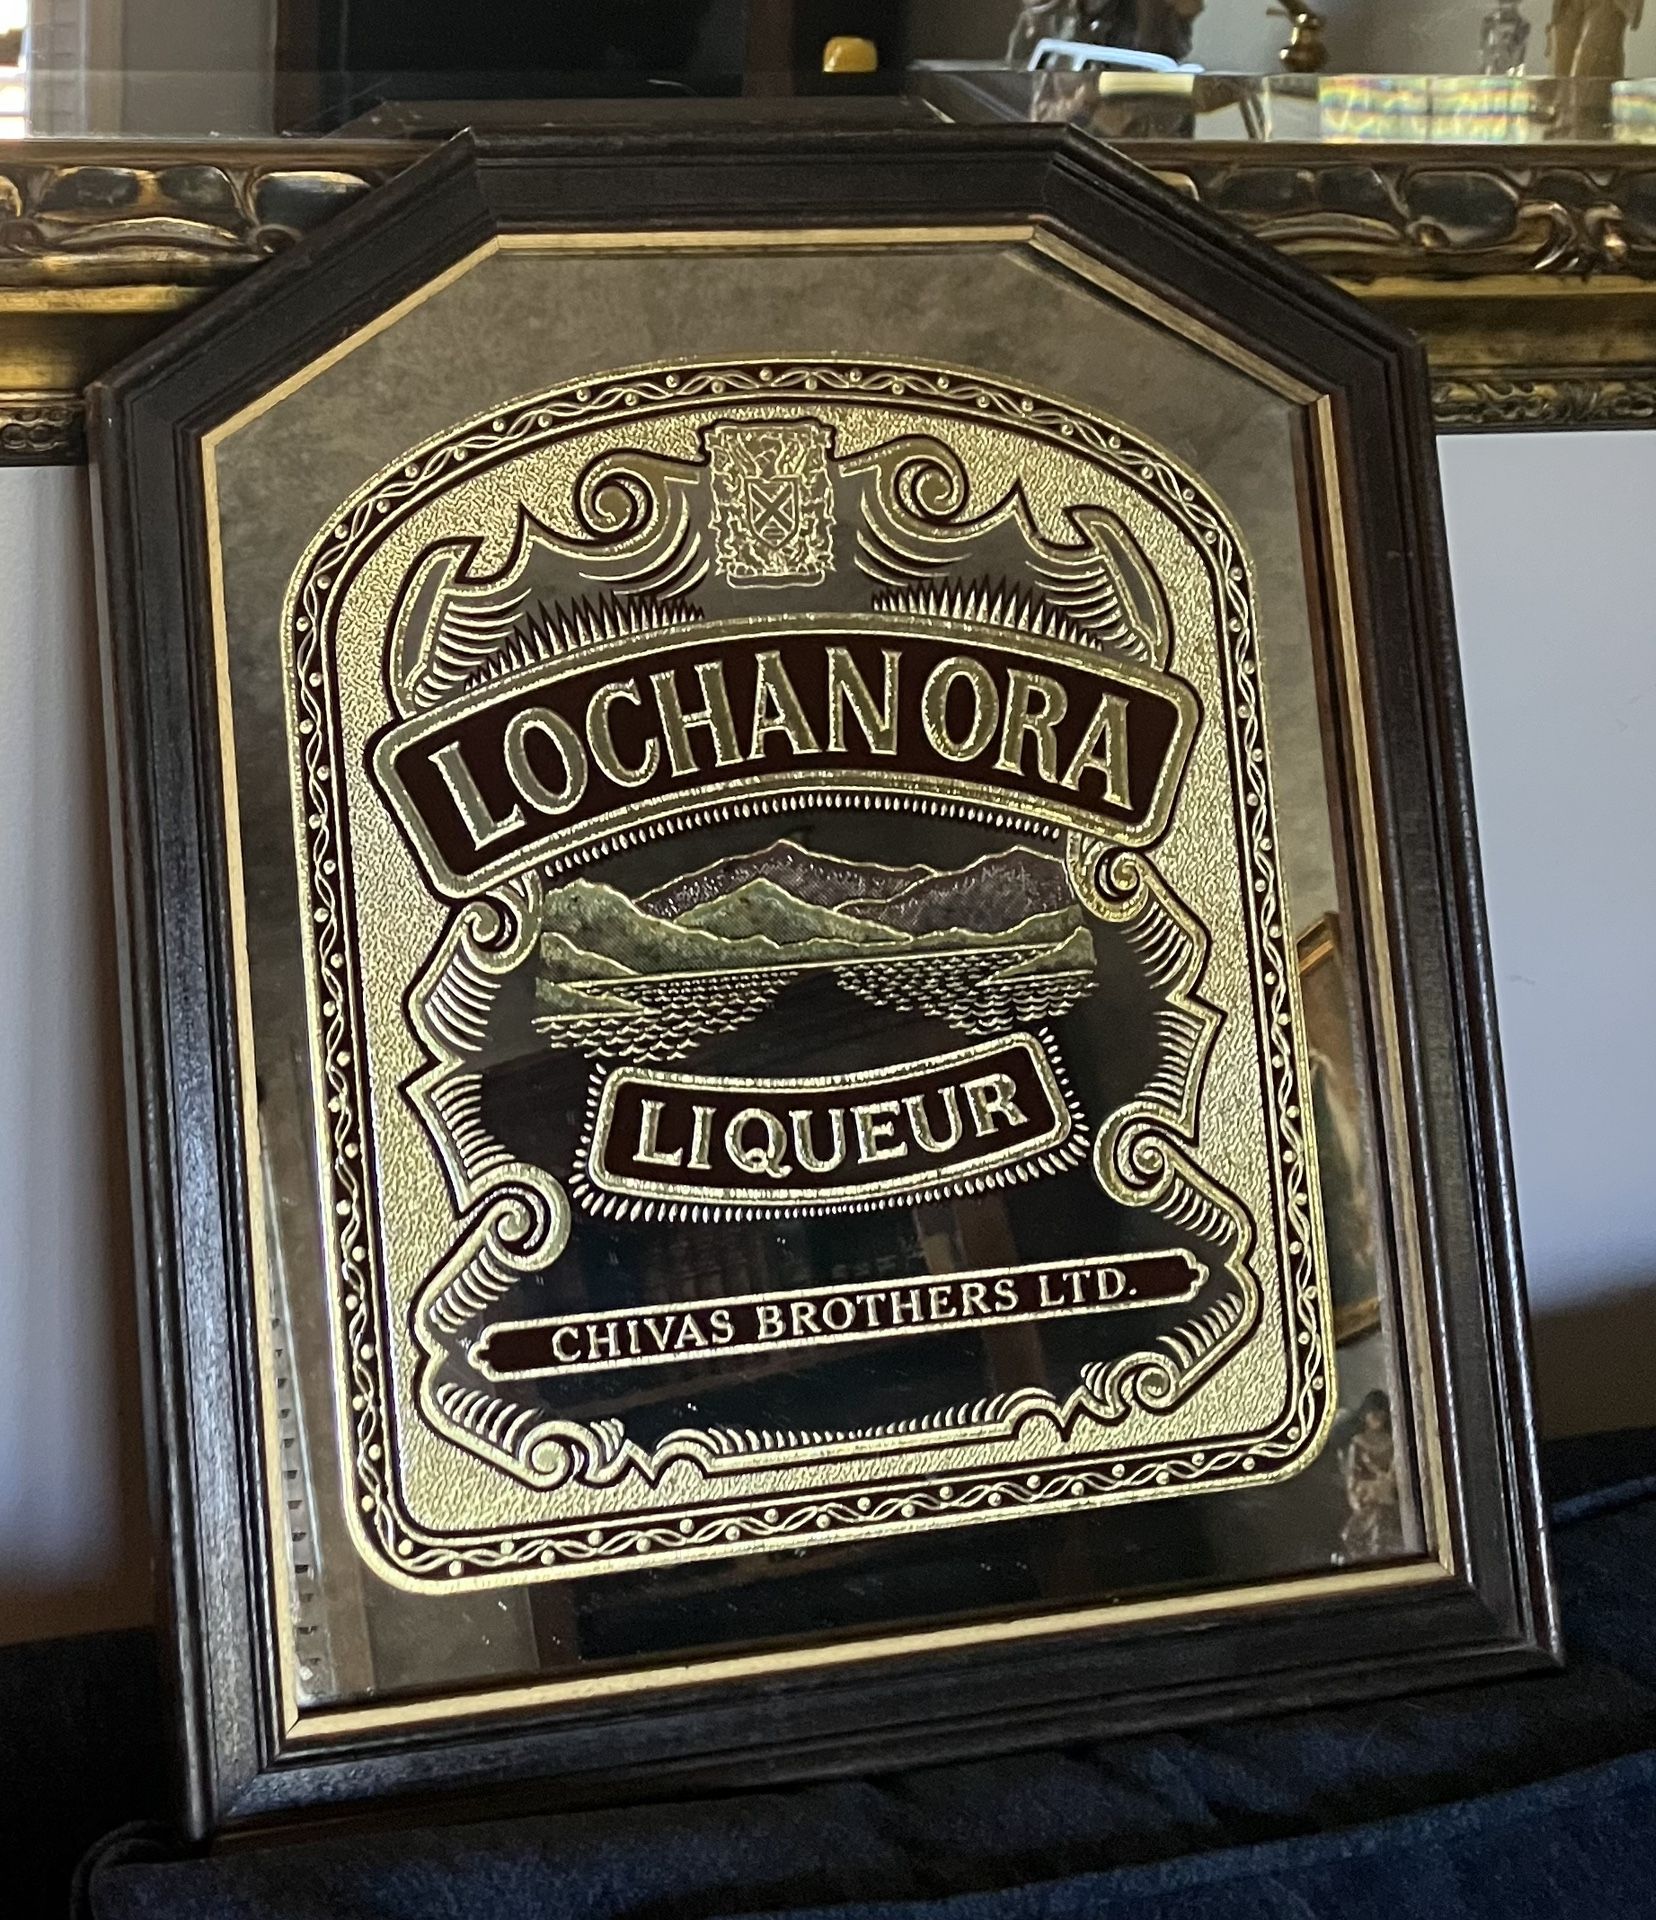 LOCHAN ORA
LIQUEUR
CHIVAS BROTHERS LTD.